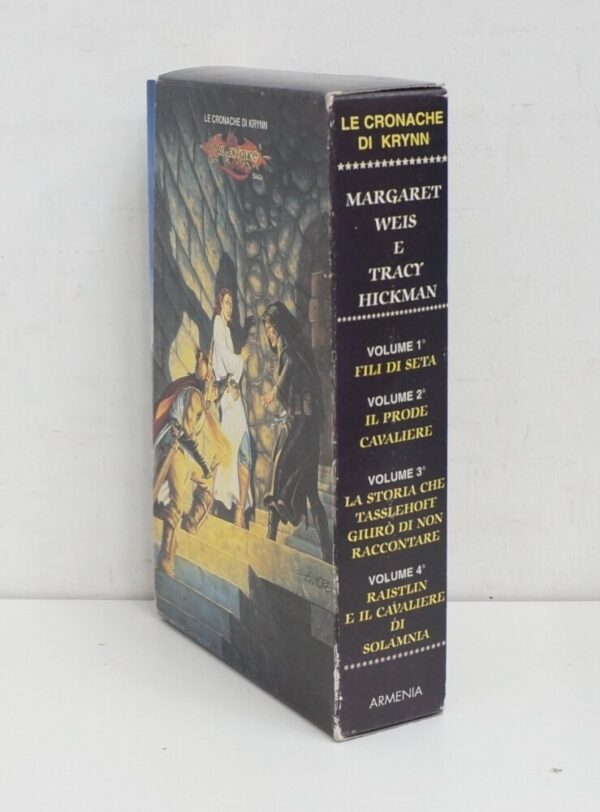 LE CRONACHE DI KRYNN
SAGA
LE CRONACHE
DI KRYNN
MARGARET
WEIS
E
TRACY
HICKMAN
VOLUME 1°
FILI DI SETA
VOLUME 2°
IL PRODE
CAVALIERE
VOLUME 3°
LA STORIA CHE
TASSLEHOFF
GIURÒ DI NON
RACCONTARE
VOLUME 4°
RAISTLIN
E IL CAVALIERE
DI
SOLAMNIA
ARMENIA